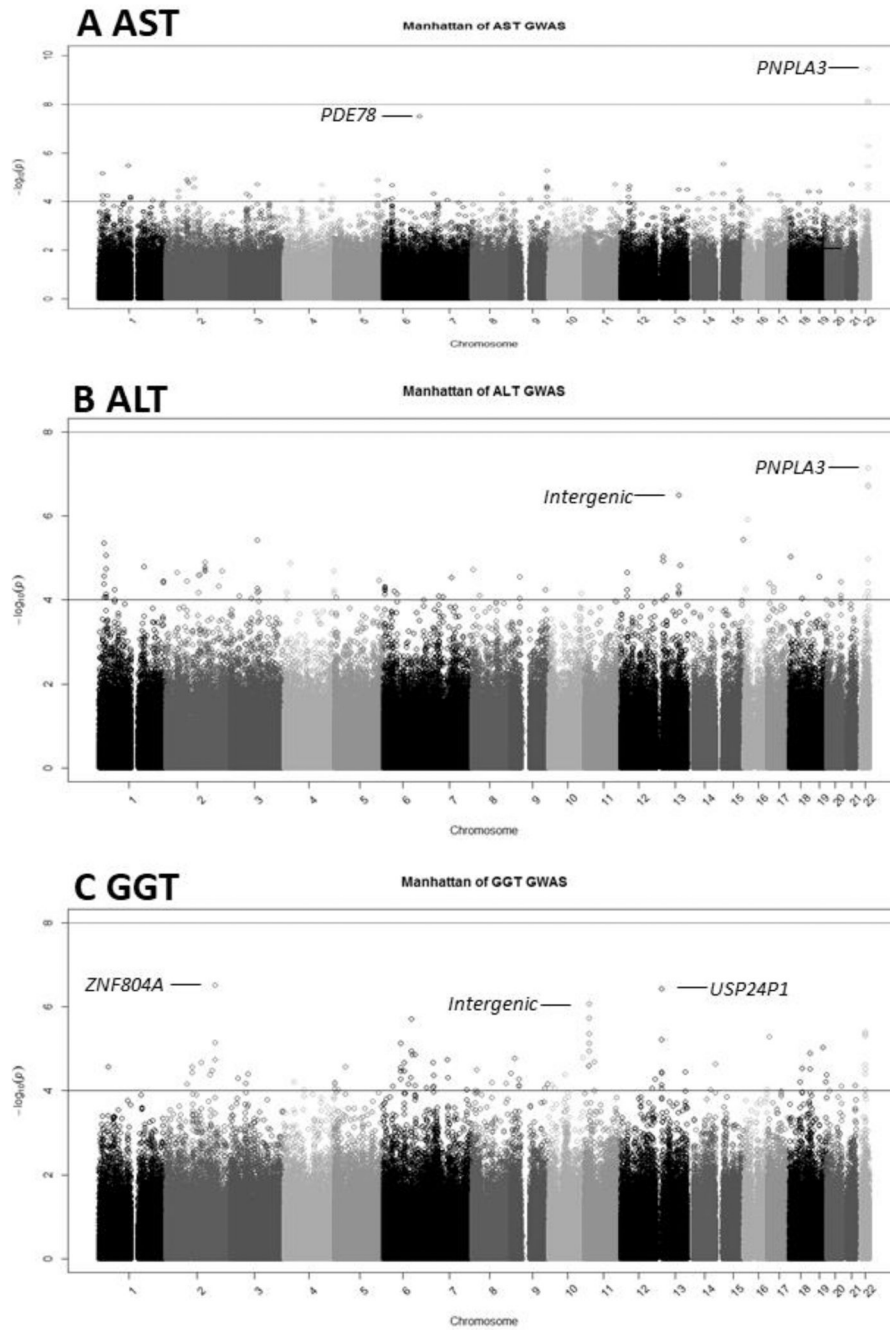 A AST
Manhattan of AST GWAS
10
8
6
4
2
0
−log10(p)
PNPLA3
PDE78
1 2 3 4 5 6 7 8 9 10 11 12 13 14 15 16 17 18 19 20 21 22
Chromosome
B ALT
Manhattan of ALT GWAS
8
6
4
2
0
−log10(p)
Intergenic
PNPLA3
1 2 3 4 5 6 7 8 9 10 11 12 13 14 15 16 17 18 19 20 21 22
Chromosome
C GGT
Manhattan of GGT GWAS
8
6
4
2
0
−log10(p)
ZNF804A
Intergenic
USP24P1
1 2 3 4 5 6 7 8 9 10 11 12 13 14 15 16 17 18 19 20 21 22
Chromosome